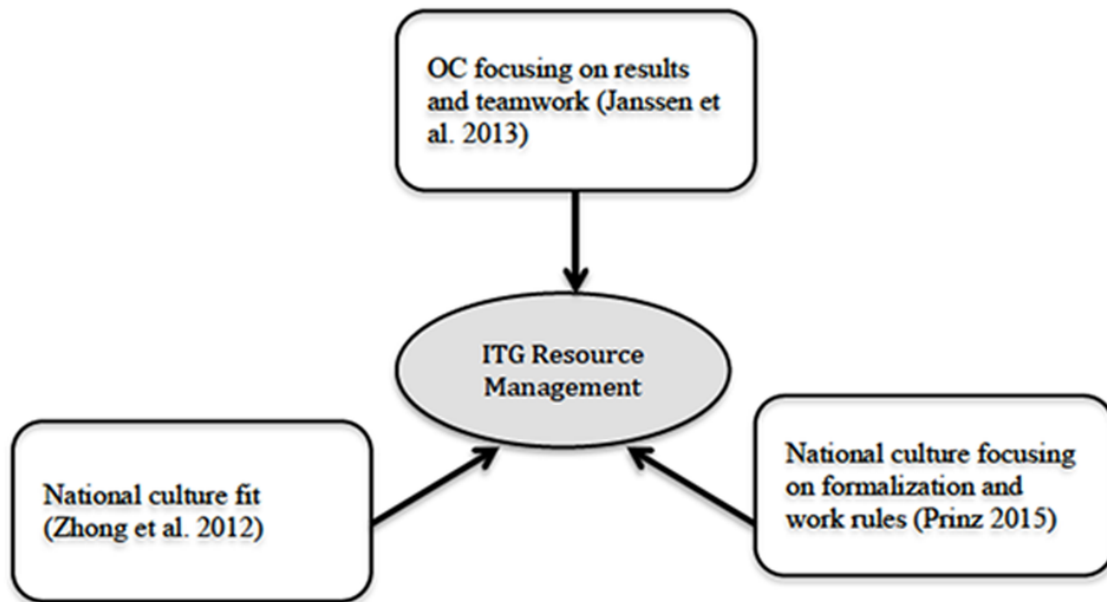 OC focusing on results
and teamwork (Janssen et
al. 2013)
ITG Resource
Management
National culture fit
(Zhong et al. 2012)
National culture focusing
on formalization and
work rules (Prinz 2015)